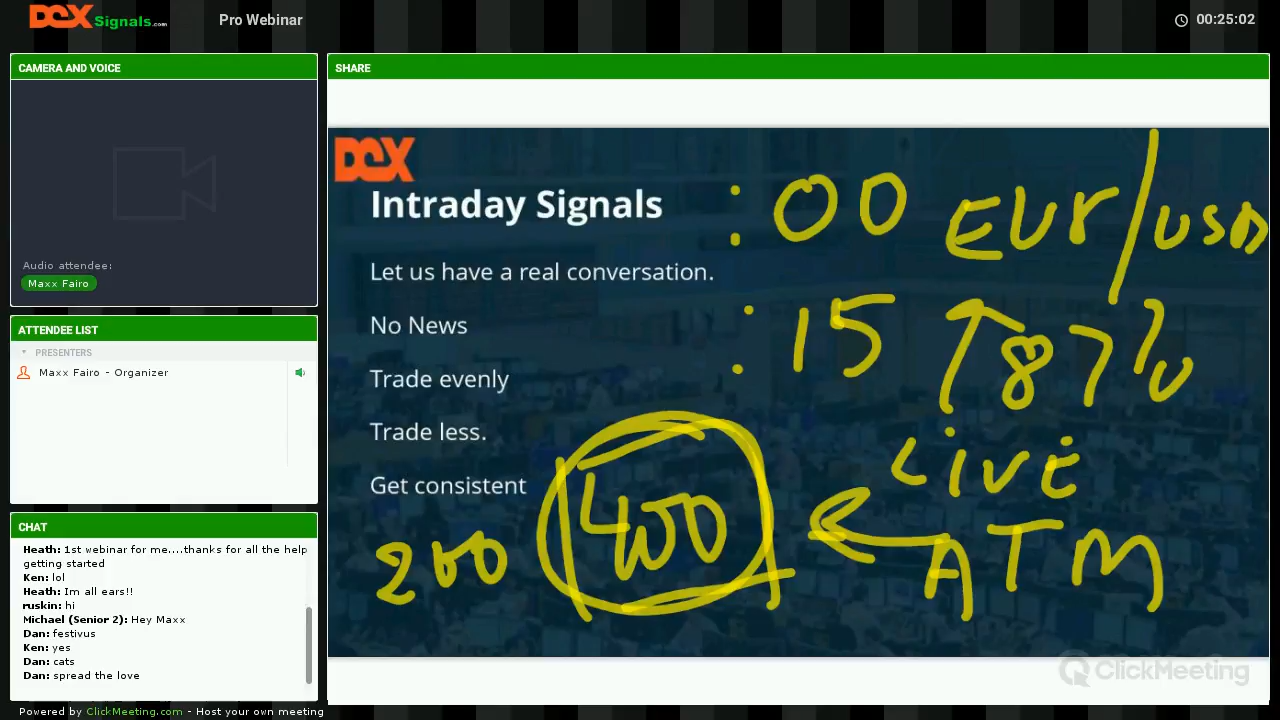 DCX Signals.com
Pro Webinar
00:25:02
CAMERA AND VOICE
Audio attendee:
Maxx Fairo
ATTENDEE LIST
PRESENTERS
Maxx Fairo - Organizer
CHAT
Heath: 1st webinar for me....thanks for all the help
getting started
Ken: lol
Heath: Im all ears!!
ruskin: hi
Michael (Senior 2): Hey Maxx
Dan: festivus
Ken: yes
Dan: cats
Dan: spread the love
Powered by ClickMeeting.com - Host your own meeting
SHARE
DCX
Intraday Signals
: 00 EUR/USD
Let us have a real conversation.
No News
: 15 87%
Trade evenly
Trade less.
LIVE
Get consistent
200 400 ATM
ClickMeeting